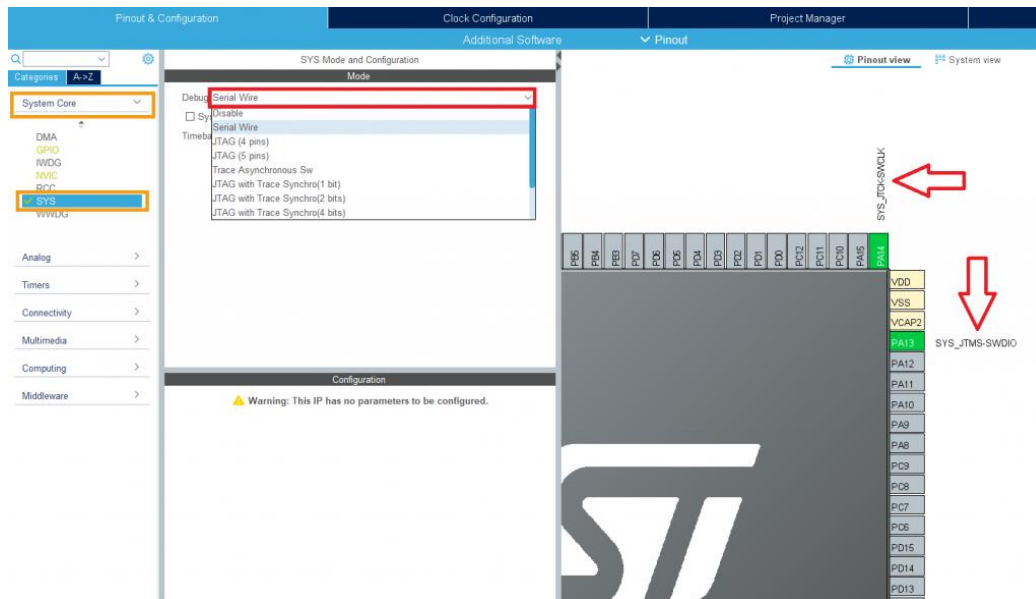 Pinout & Configuration
Clock Configuration
Project Manager
Additional Software
Pinout
Categories
A->Z
System Core
DMA
GPIO
IWDG
NVIC
RCC
SYS
WWDG
Analog
Timers
Connectivity
Multimedia
Computing
Middleware
SYS Mode and Configuration
Mode
Debug Serial Wire
Sy
Timeba
Disable
Serial Wire
JTAG (4 pins)
JTAG (5 pins)
Trace Asynchronous Sw
JTAG with Trace Synchro(1 bit)
JTAG with Trace Synchro(2 bits)
JTAG with Trace Synchro(4 bits)
Configuration
Warning: This IP has no parameters to be configured.
Pinout view
System view
SYS_JTCK-SWCLK
PB6
PB4
PB3
PD7
PD6
PD5
PD4
PD3
PD2
PD1
PD0
PC12
PC11
PC10
PA15
PA14
VDD
VSS
VCAP2
PA13 SYS_JTMS-SWDIO
PA12
PA11
PA10
PA9
PA8
PC9
PC8
PC7
PC6
PD15
PD14
PD13